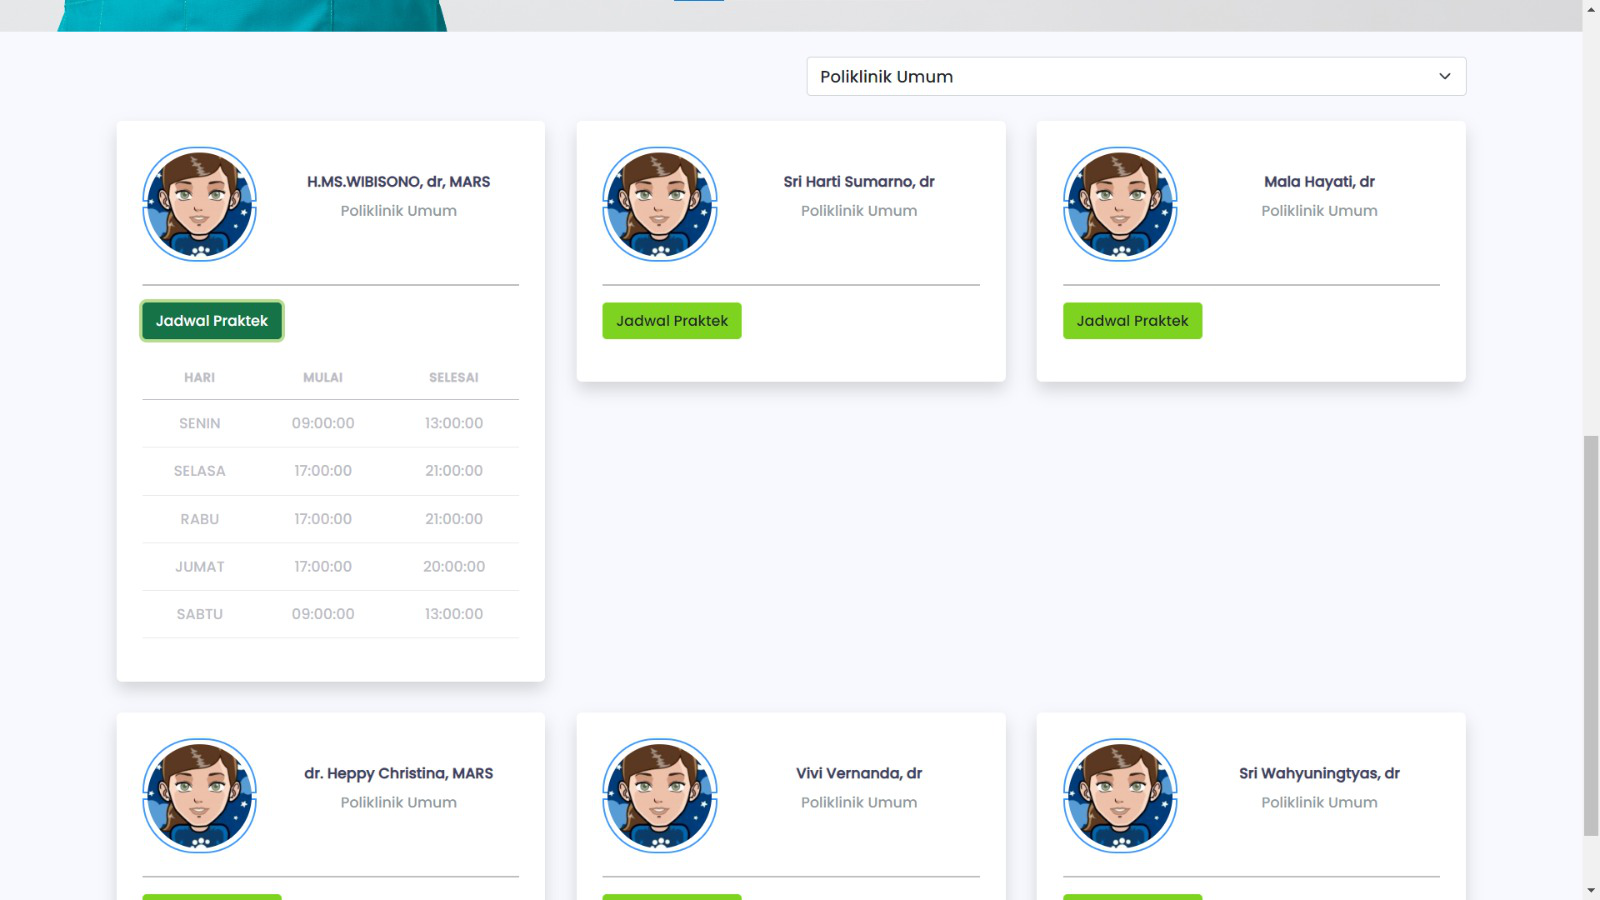 Poliklinik Umum
H.MS.WIBISONO, dr, MARS
Poliklinik Umum
Jadwal Praktek
HARI MULAI SELESAI
SENIN 09:00:00 13:00:00
SELASA 17:00:00 21:00:00
RABU 17:00:00 21:00:00
JUMAT 17:00:00 20:00:00
SABTU 09:00:00 13:00:00
Sri Harti Sumarno, dr
Poliklinik Umum
Jadwal Praktek
Mala Hayati, dr
Poliklinik Umum
Jadwal Praktek
dr. Heppy Christina, MARS
Poliklinik Umum
Vivi Vernanda, dr
Poliklinik Umum
Sri Wahyuningtyas, dr
Poliklinik Umum